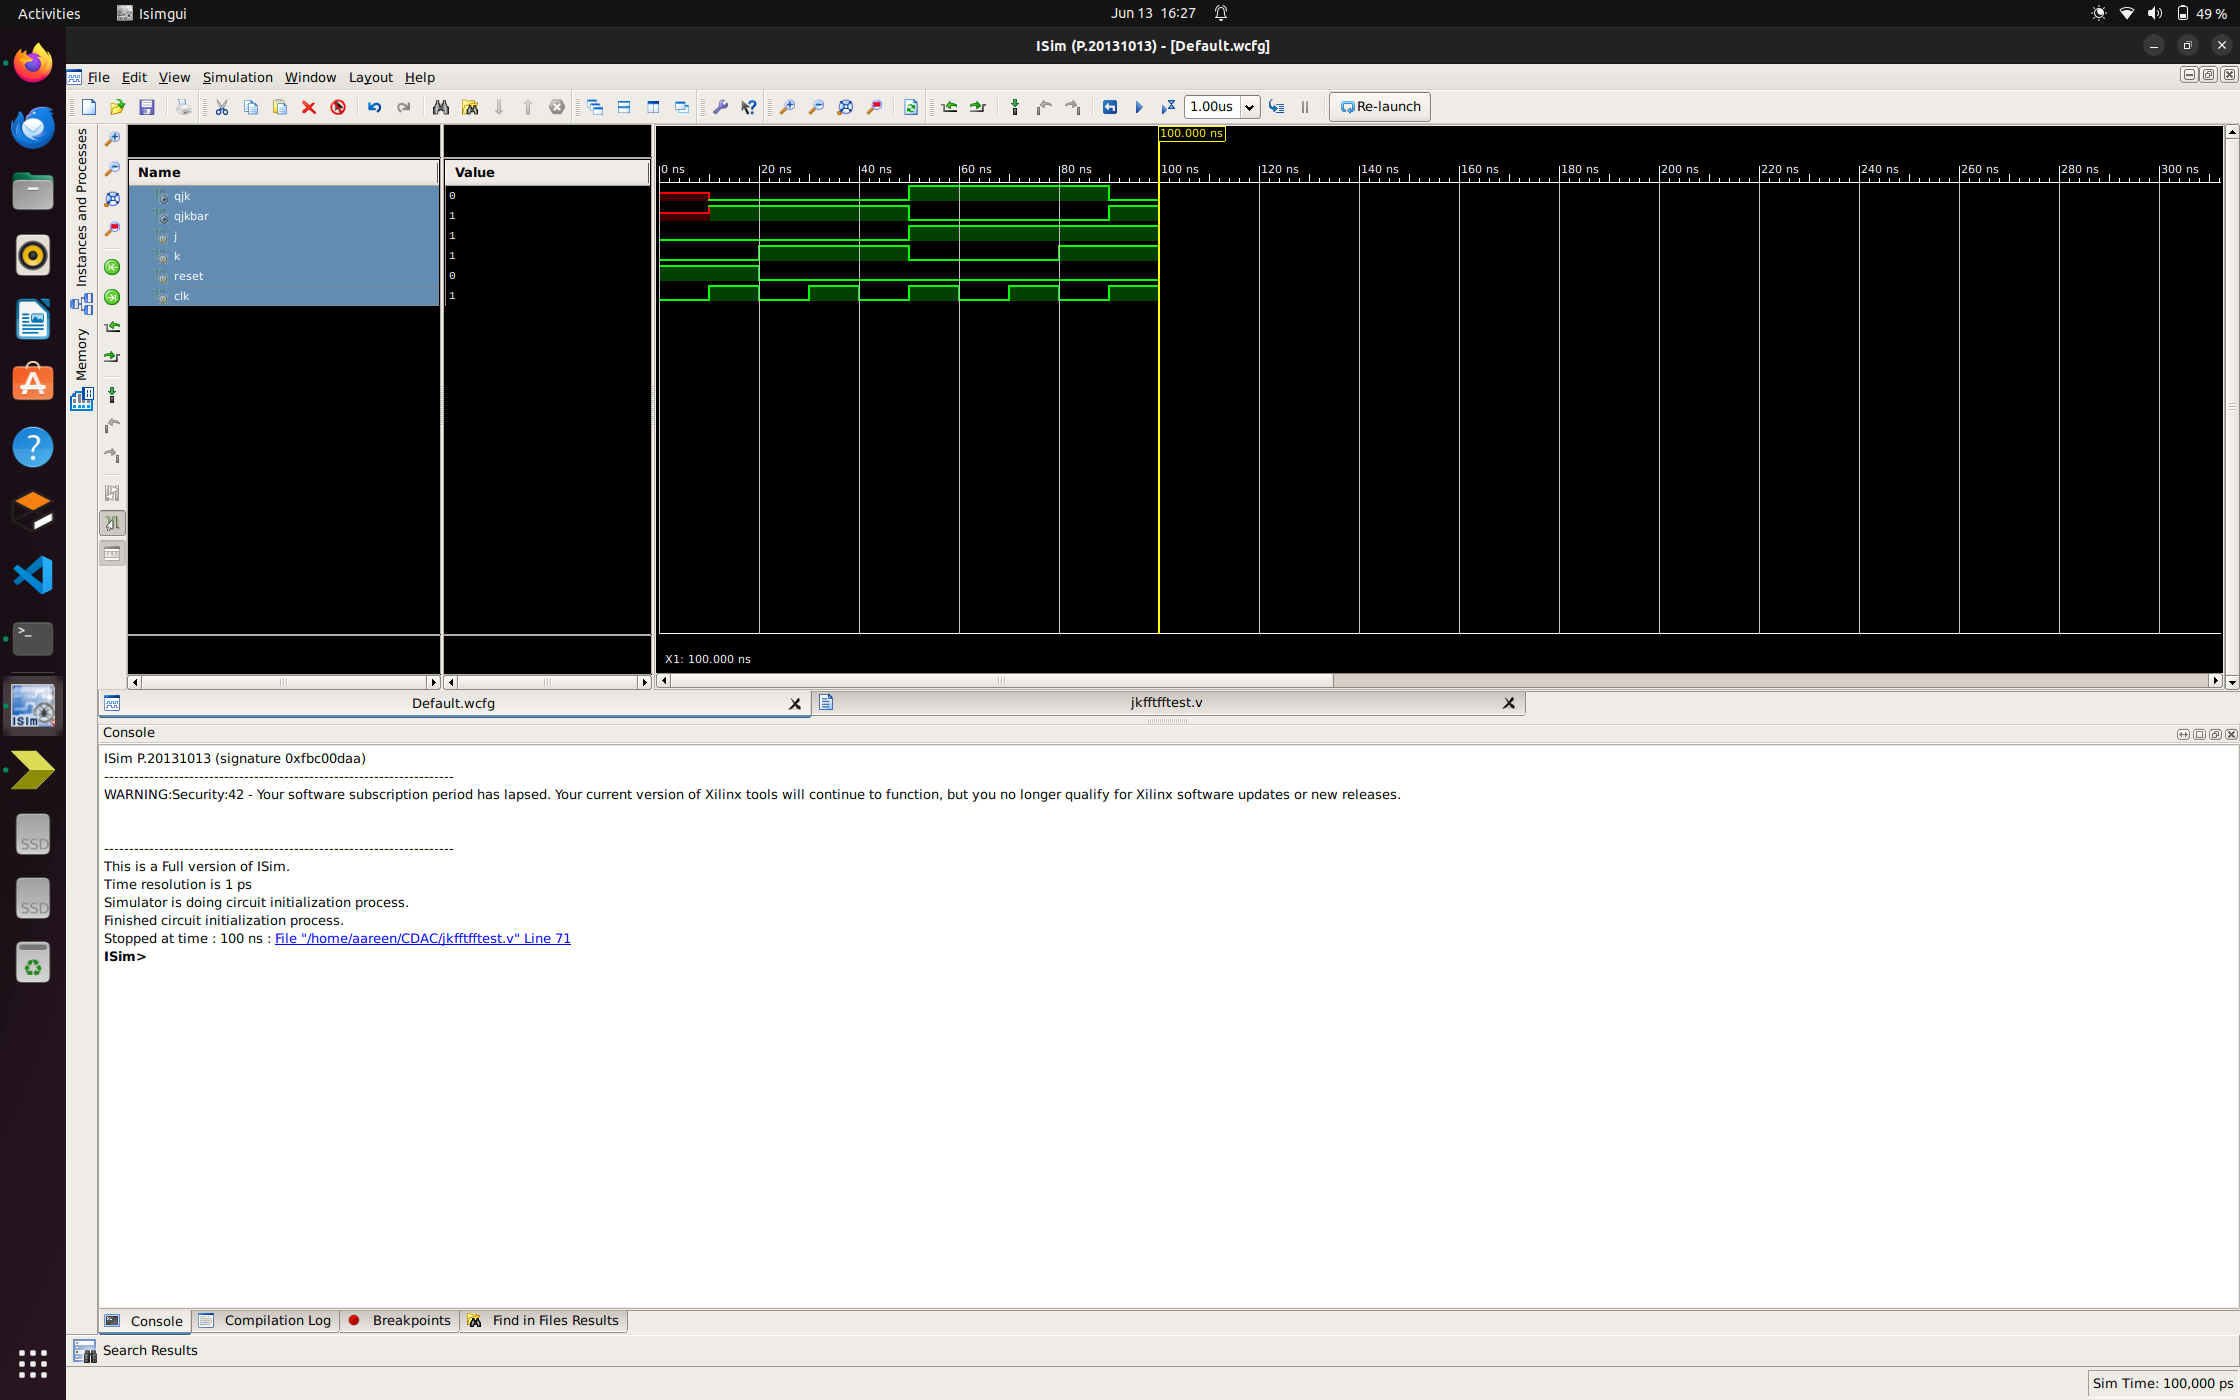 Activities
Isimgui
Jun 13 16:27
49 %
ISim (P.20131013) - [Default.wcfg]
File Edit View Simulation Window Layout Help
1.00us
Re-launch
Instances and Processes
Memory
Name
Value
100.000 ns
0 ns 20 ns 40 ns 60 ns 80 ns 100 ns 120 ns 140 ns 160 ns 180 ns 200 ns 220 ns 240 ns 260 ns 280 ns 300 ns
qjk 0
qjkbar 1
j 1
k 1
reset 0
clk 1
X1: 100.000 ns
Default.wcfg
jkfftfftest.v
Console
ISim P.20131013 (signature 0xfbc00daa)
----------------------------------------------------------------------
WARNING:Security:42 - Your software subscription period has lapsed. Your current version of Xilinx tools will continue to function, but you no longer qualify for Xilinx software updates or new releases.
----------------------------------------------------------------------
This is a Full version of ISim.
Time resolution is 1 ps
Simulator is doing circuit initialization process.
Finished circuit initialization process.
Stopped at time : 100 ns : File "/home/aareen/CDAC/jkfftfftest.v" Line 71
ISim>
Console
Compilation Log
Breakpoints
Find in Files Results
Search Results
Sim Time: 100,000 ps
ISim
SSD
SSD